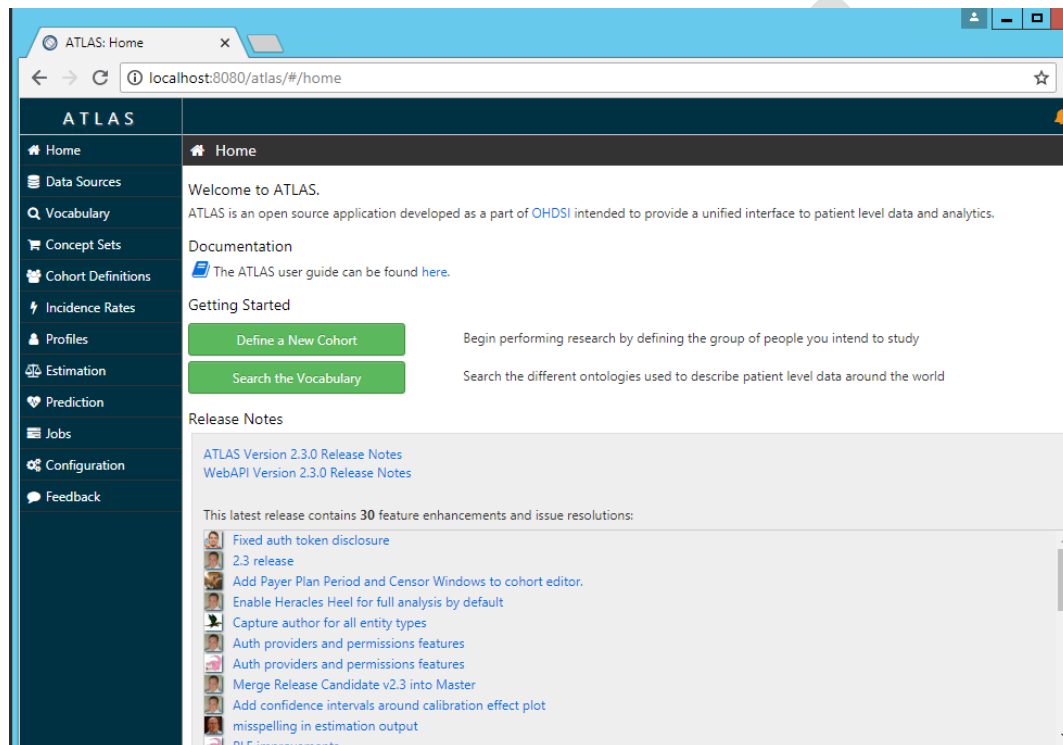 ATLAS: Home
localhost:8080/atlas/#/home
ATLAS
Home
Data Sources
Vocabulary
Concept Sets
Cohort Definitions
Incidence Rates
Profiles
Estimation
Prediction
Jobs
Configuration
Feedback
Home
Welcome to ATLAS.
ATLAS is an open source application developed as a part of OHDSI intended to provide a unified interface to patient level data and analytics.
Documentation
The ATLAS user guide can be found here.
Getting Started
Define a New Cohort
Begin performing research by defining the group of people you intend to study
Search the Vocabulary
Search the different ontologies used to describe patient level data around the world
Release Notes
ATLAS Version 2.3.0 Release Notes
WebAPI Version 2.3.0 Release Notes
This latest release contains 30 feature enhancements and issue resolutions:
Fixed auth token disclosure
2.3 release
Add Payer Plan Period and Censor Windows to cohort editor.
Enable Heracles Heel for full analysis by default
Capture author for all entity types
Auth providers and permissions features
Auth providers and permissions features
Merge Release Candidate v2.3 into Master
Add confidence intervals around calibration effect plot
misspelling in estimation output
improvements